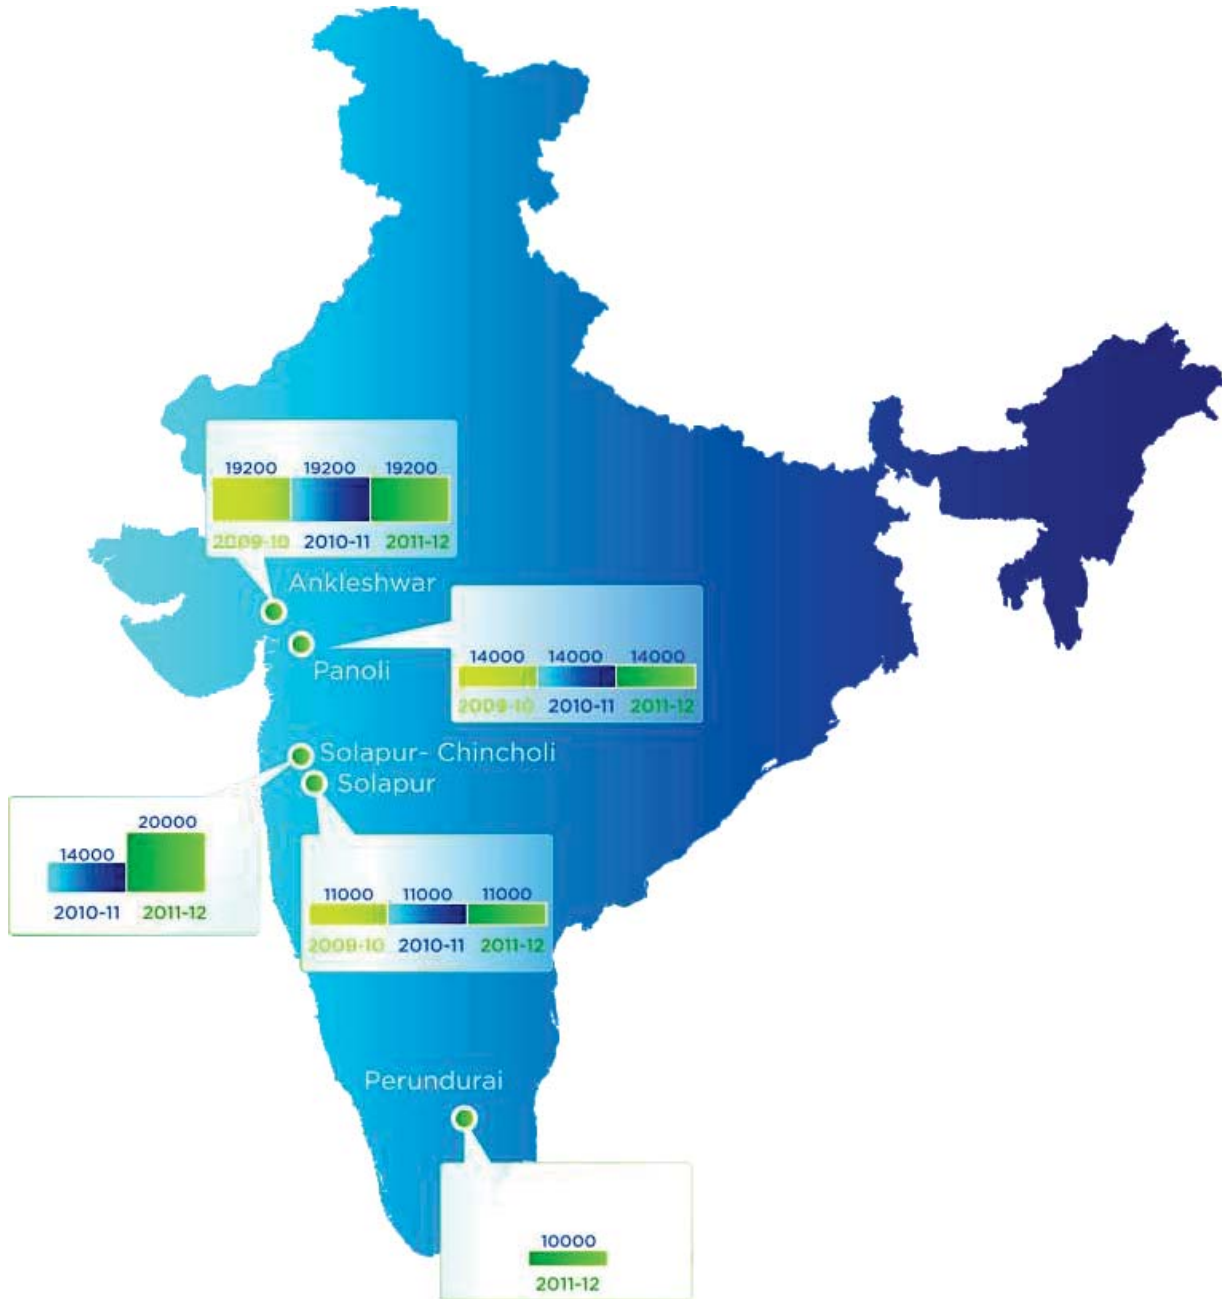 19200 19200 19200
2009-10 2010-11 2011-12
Ankleshwar
14000 14000 14000
2009-10 2010-11 2011-12
Panoli
Solapur- Chincholi
Solapur
20000
14000
2010-11 2011-12
11000 11000 11000
2009-10 2010-11 2011-12
Perundurai
10000
2011-12